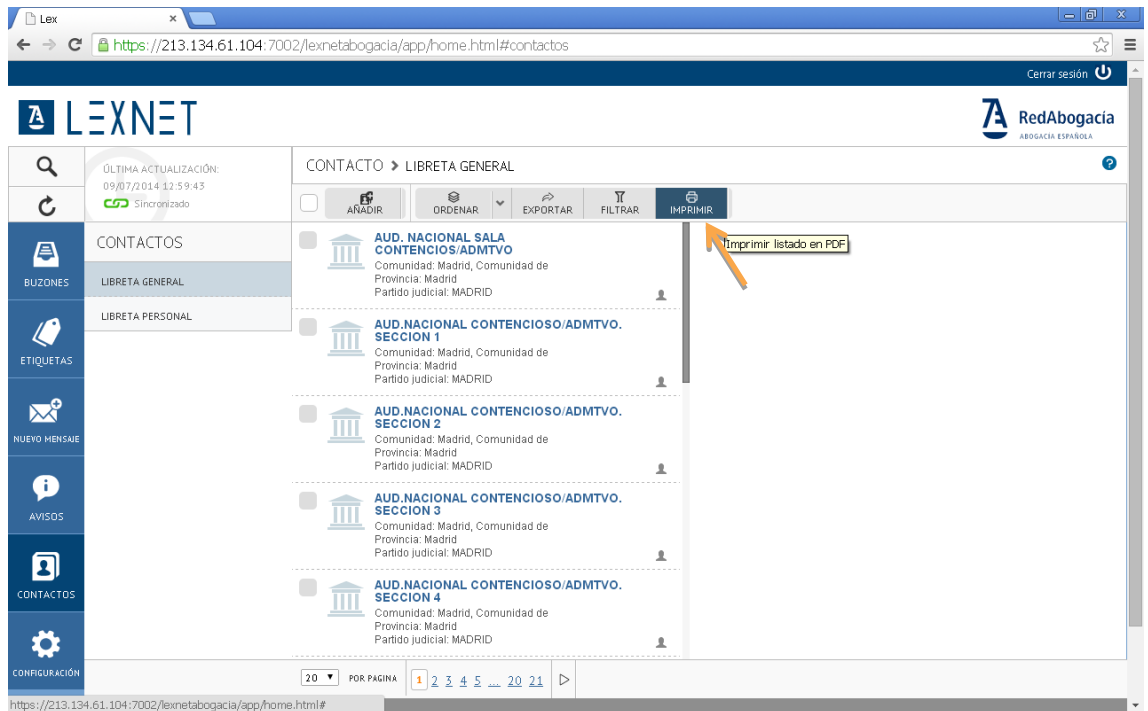 Lex
https://213.134.61.104:7002/lexnetabogacia/app/home.html#contactos
Cerrar sesión
LEXNET
RedAbogacía
ABOGACIA ESPAÑOLA
ÚLTIMA ACTUALIZACIÓN:
09/07/2014 12:59:43
Sincronizado
CONTACTO > LIBRETA GENERAL
AÑADIR
ORDENAR
EXPORTAR
FILTRAR
IMPRIMIR
Imprimir listado en PDF
BUZONES
ETIQUETAS
NUEVO MENSAJE
AVISOS
CONTACTOS
CONFIGURACIÓN
CONTACTOS
LIBRETA GENERAL
LIBRETA PERSONAL
AUD. NACIONAL SALA
CONTENCIOS/ADMTVO
Comunidad: Madrid, Comunidad de
Provincia: Madrid
Partido judicial: MADRID
AUD.NACIONAL CONTENCIOSO/ADMTVO.
SECCION 1
Comunidad: Madrid, Comunidad de
Provincia: Madrid
Partido judicial: MADRID
AUD.NACIONAL CONTENCIOSO/ADMTVO.
SECCION 2
Comunidad: Madrid, Comunidad de
Provincia: Madrid
Partido judicial: MADRID
AUD.NACIONAL CONTENCIOSO/ADMTVO.
SECCION 3
Comunidad: Madrid, Comunidad de
Provincia: Madrid
Partido judicial: MADRID
AUD.NACIONAL CONTENCIOSO/ADMTVO.
SECCION 4
Comunidad: Madrid, Comunidad de
Provincia: Madrid
Partido judicial: MADRID
20 POR PAGINA 1 2 3 4 5 ... 20 21
https://213.134.61.104:7002/lexnetabogacia/app/home.html#